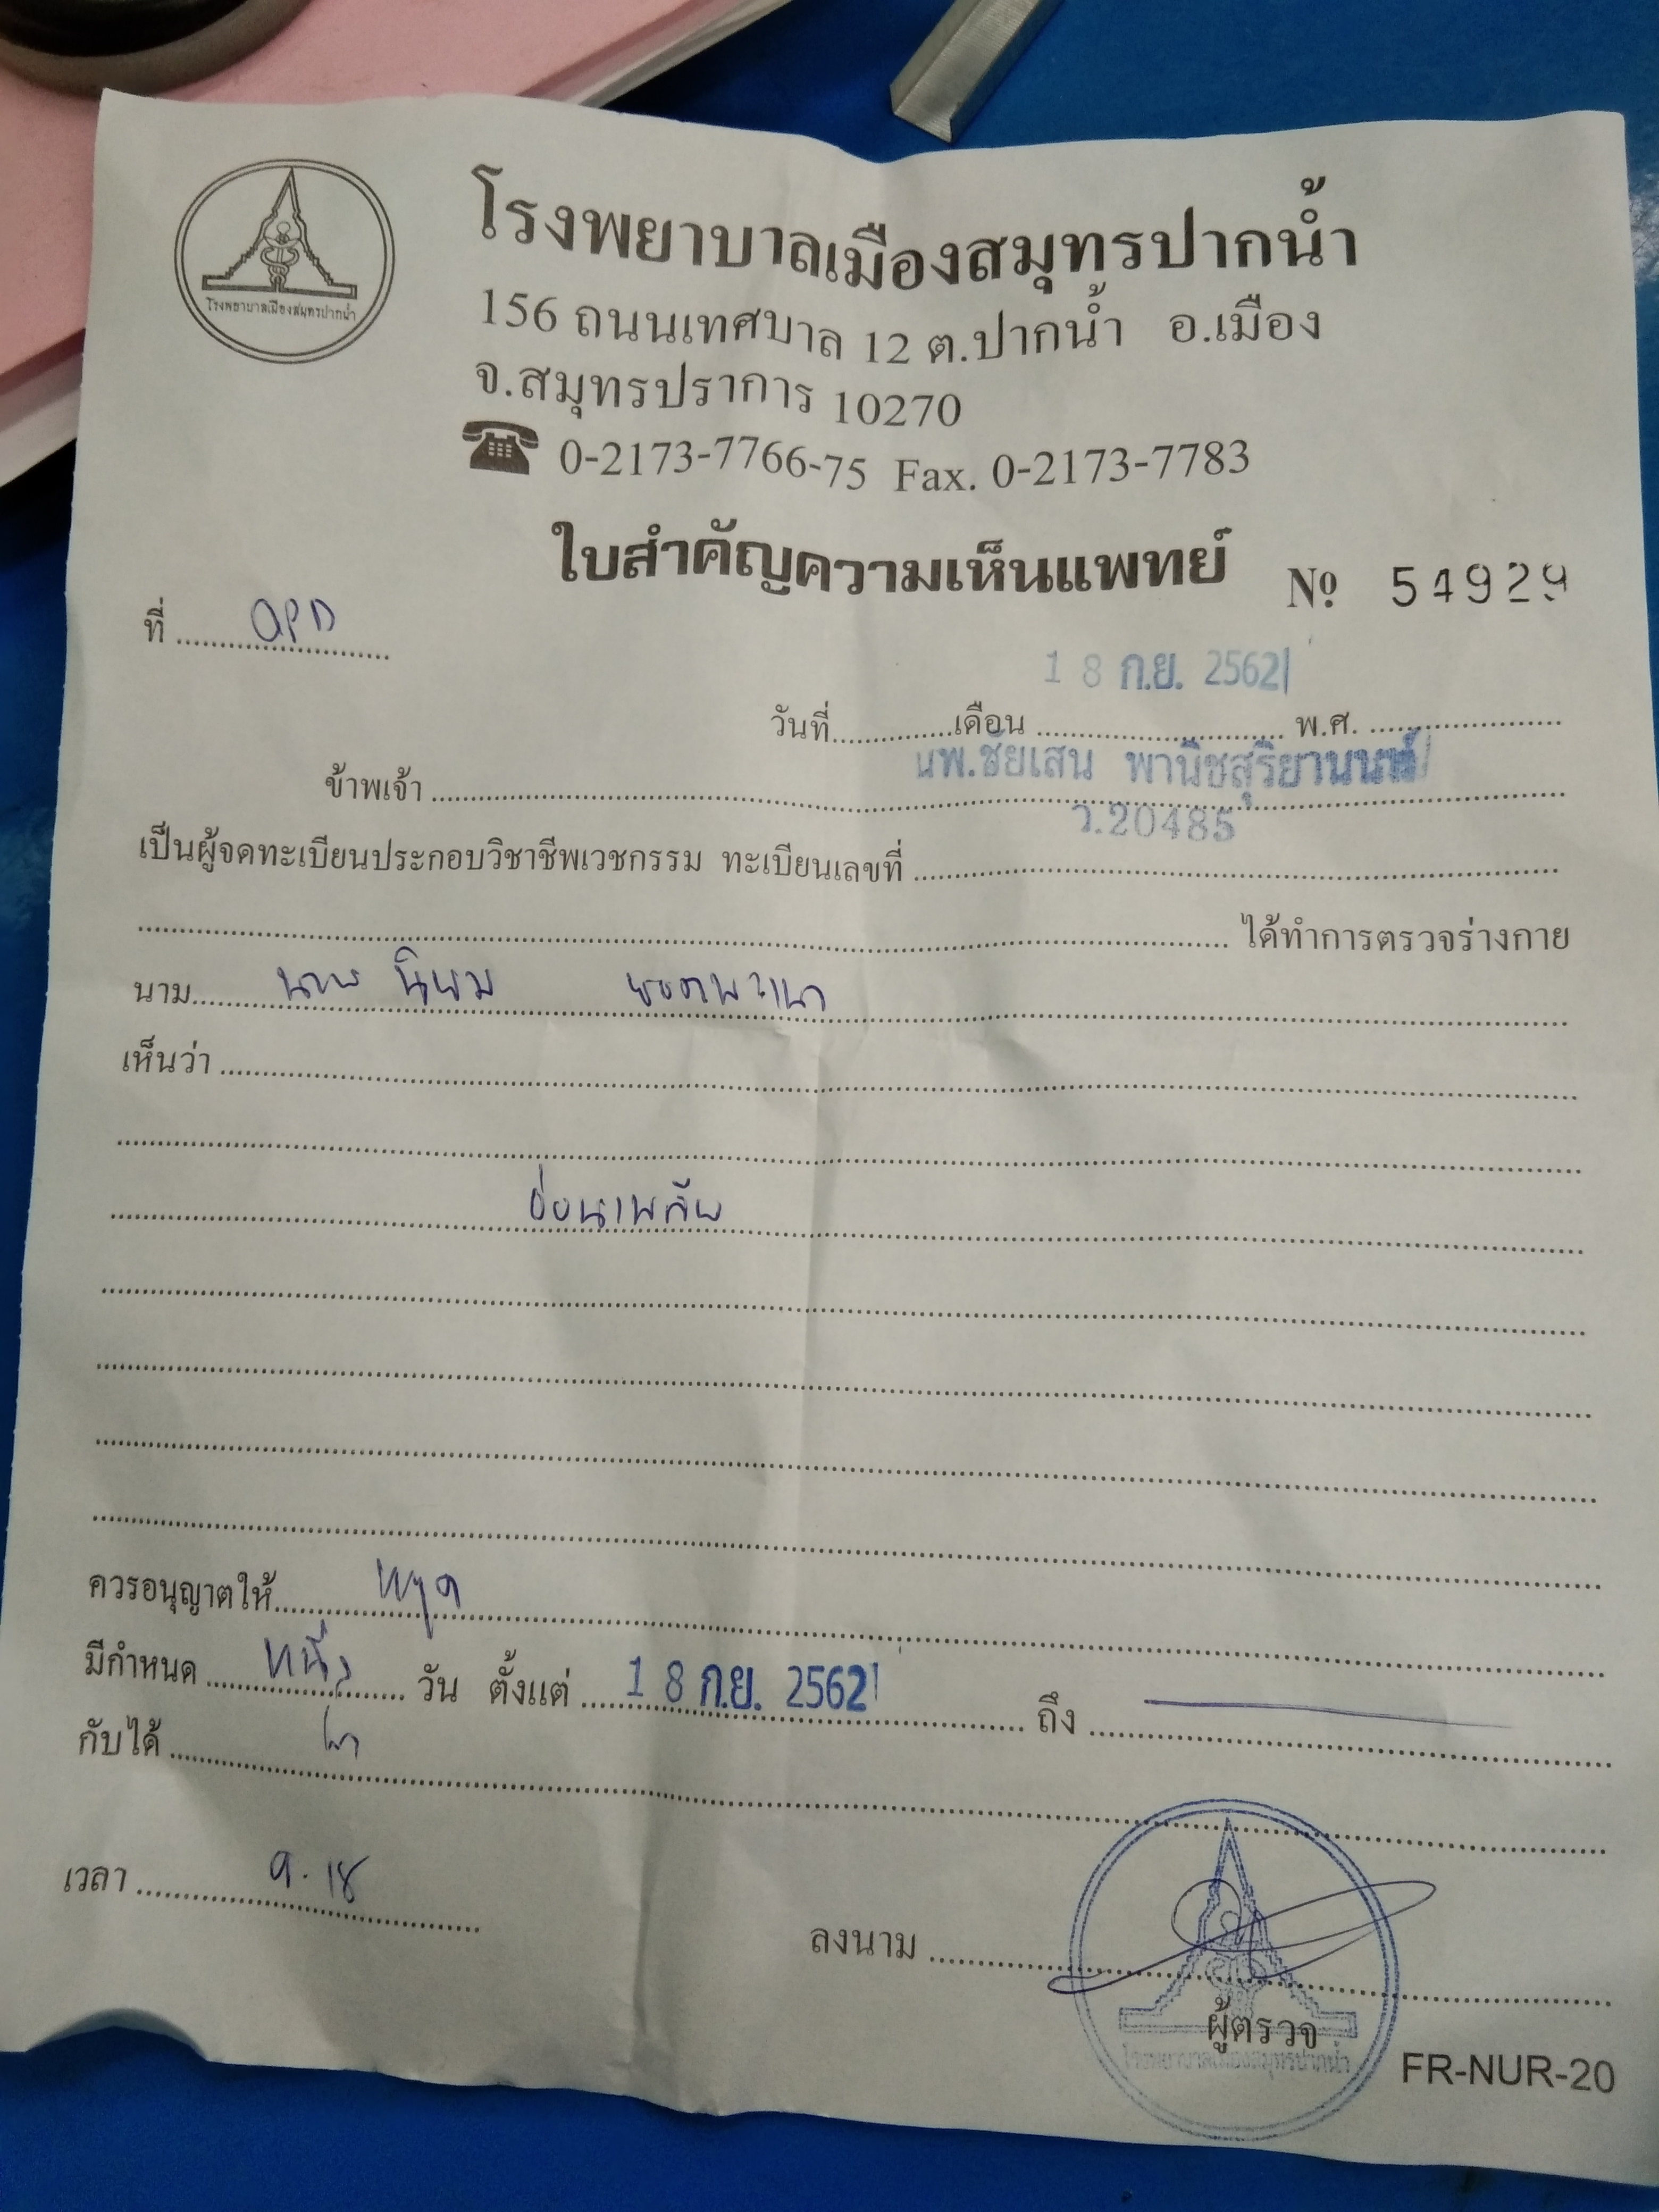 โรงพยาบาลเมืองสมุทรปากน้ำ
โรงพยาบาลเมืองสมุทรปากน้ำ
156 ถนนเทศบาล 12 ต.ปากน้ำ อ.เมือง
จ.สมุทรปราการ 10270
☎ 0-2173-7766-75 Fax. 0-2173-7783
ใบสำคัญความเห็นแพทย์ № 54929
ที่ OPD
18 ก.ย. 2562
วันที่ เดือน พ.ศ.
ข้าพเจ้า นพ.ชัยเสน พานิชสุริยานนท์
ว.20485
เป็นผู้จดทะเบียนประกอบวิชาชีพเวชกรรม ทะเบียนเลขที่
ได้ทำการตรวจร่างกาย
นาม นาย นิยม
เห็นว่า
อ่อนเพลีย
ควรอนุญาตให้ หยุด
มีกำหนด หนึ่ง วัน ตั้งแต่ 18 ก.ย. 2562 ถึง
กับได้
เวลา 9.18
ลงนาม
ผู้ตรวจ
โรงพยาบาลเมืองสมุทรปากน้ำ
FR-NUR-20